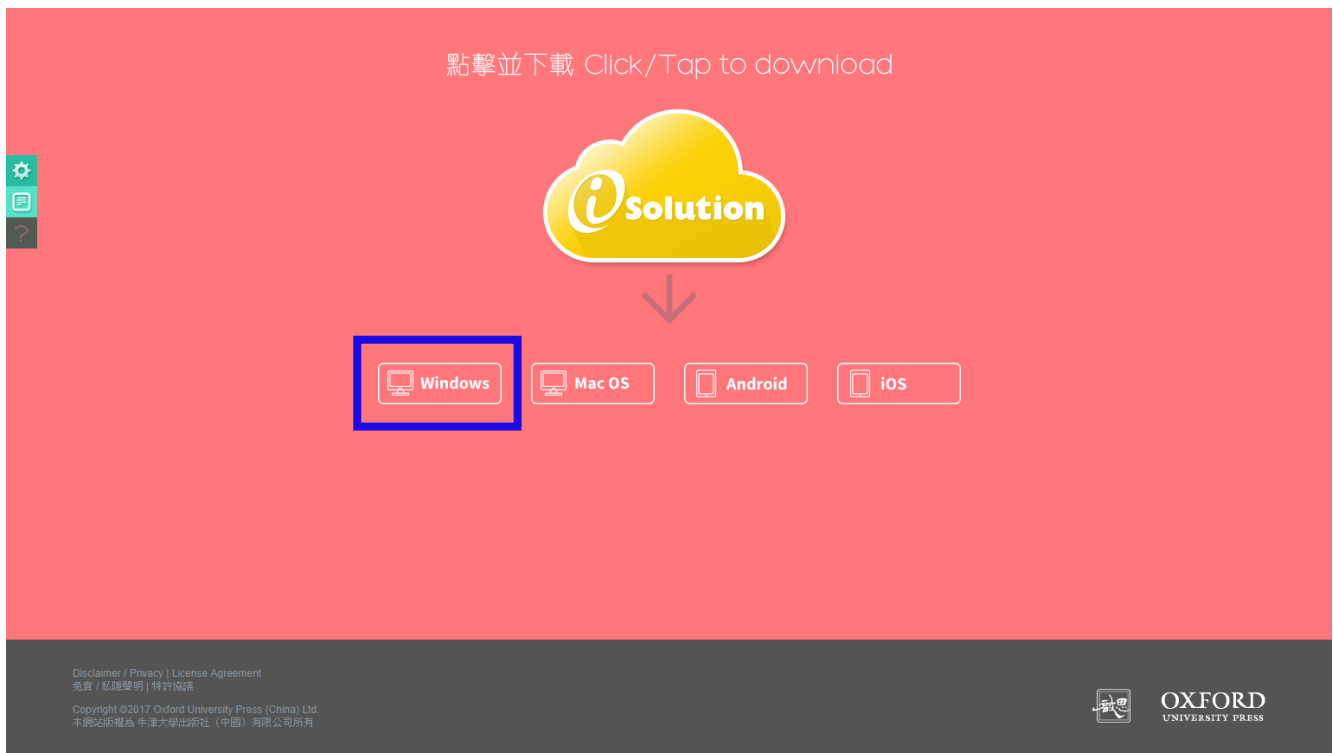 點擊並下載 Click/Tap to download
iSolution
Windows
Mac OS
Android
iOS
?
Disclaimer / Privacy | License Agreement
免責 / 私隱聲明 | 特許協議
Copyright ©2017 Oxford University Press (China) Ltd.
本網站版權為 牛津大學出版社（中國）有限公司所有
啟思
OXFORD
UNIVERSITY PRESS